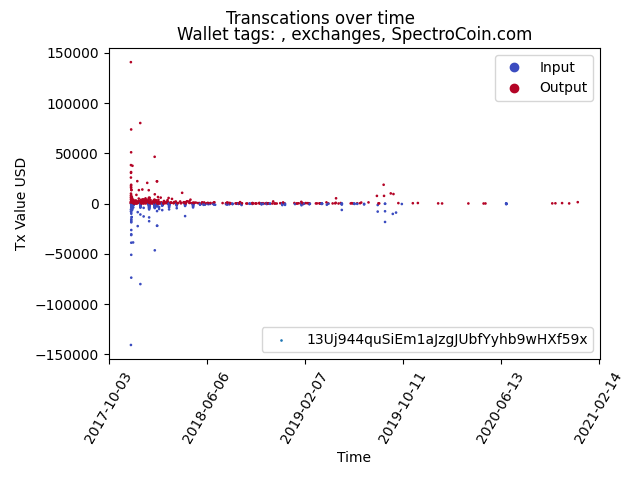 Transcations over time
Wallet tags: , exchanges, SpectroCoin.com
Input
Output
150000
100000
50000
0
−50000
−100000
−150000
Tx Value USD
13Uj944quSiEm1aJzgJUbfYyhb9wHXf59x
2017-10-03
2018-06-06
2019-02-07
2019-10-11
2020-06-13
2021-02-14
Time